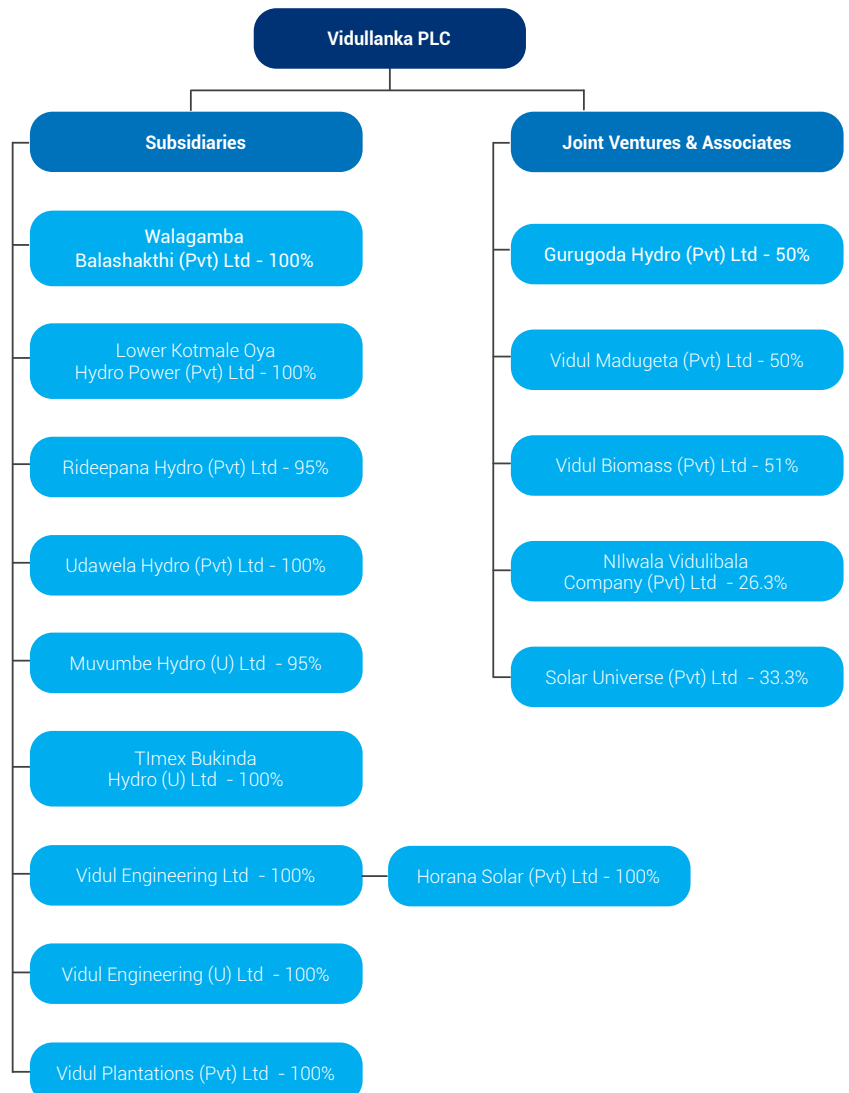 Vidullanka PLC
Subsidiaries
Walagamba
Balashakthi (Pvt) Ltd - 100%
Lower Kotmale Oya
Hydro Power (Pvt) Ltd - 100%
Rideepana Hydro (Pvt) Ltd - 95%
Udawela Hydro (Pvt) Ltd - 100%
Muvumbe Hydro (U) Ltd - 95%
TImex Bukinda
Hydro (U) Ltd - 100%
Vidul Engineering Ltd - 100%
Horana Solar (Pvt) Ltd - 100%
Vidul Engineering (U) Ltd - 100%
Vidul Plantations (Pvt) Ltd - 100%
Joint Ventures & Associates
Gurugoda Hydro (Pvt) Ltd - 50%
Vidul Madugeta (Pvt) Ltd - 50%
Vidul Biomass (Pvt) Ltd - 51%
NIlwala Vidulibala
Company (Pvt) Ltd - 26.3%
Solar Universe (Pvt) Ltd - 33.3%